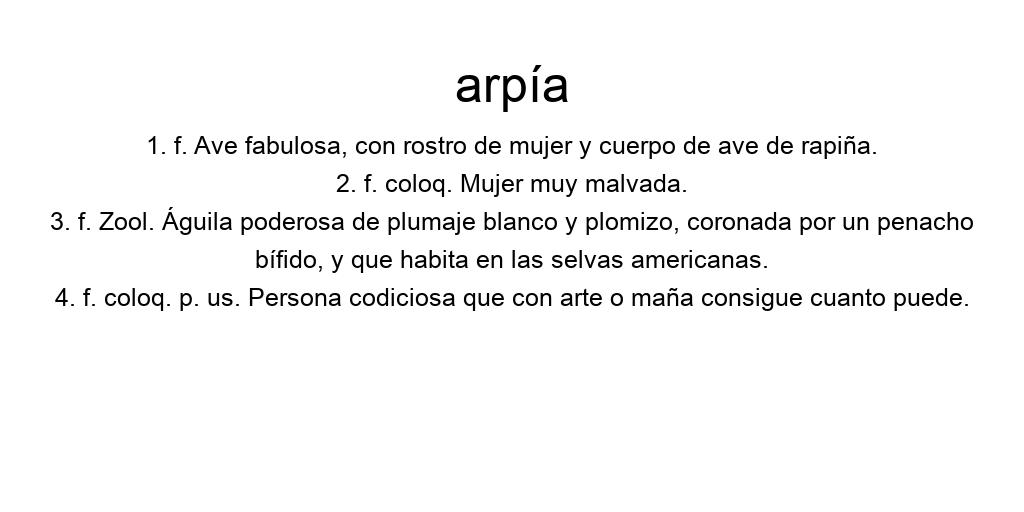 arpía
1. f. Ave fabulosa, con rostro de mujer y cuerpo de ave de rapiña.
2. f. coloq. Mujer muy malvada.
3. f. Zool. Águila poderosa de plumaje blanco y plomizo, coronada por un penacho
bífido, y que habita en las selvas americanas.
4. f. coloq. p. us. Persona codiciosa que con arte o maña consigue cuanto puede.